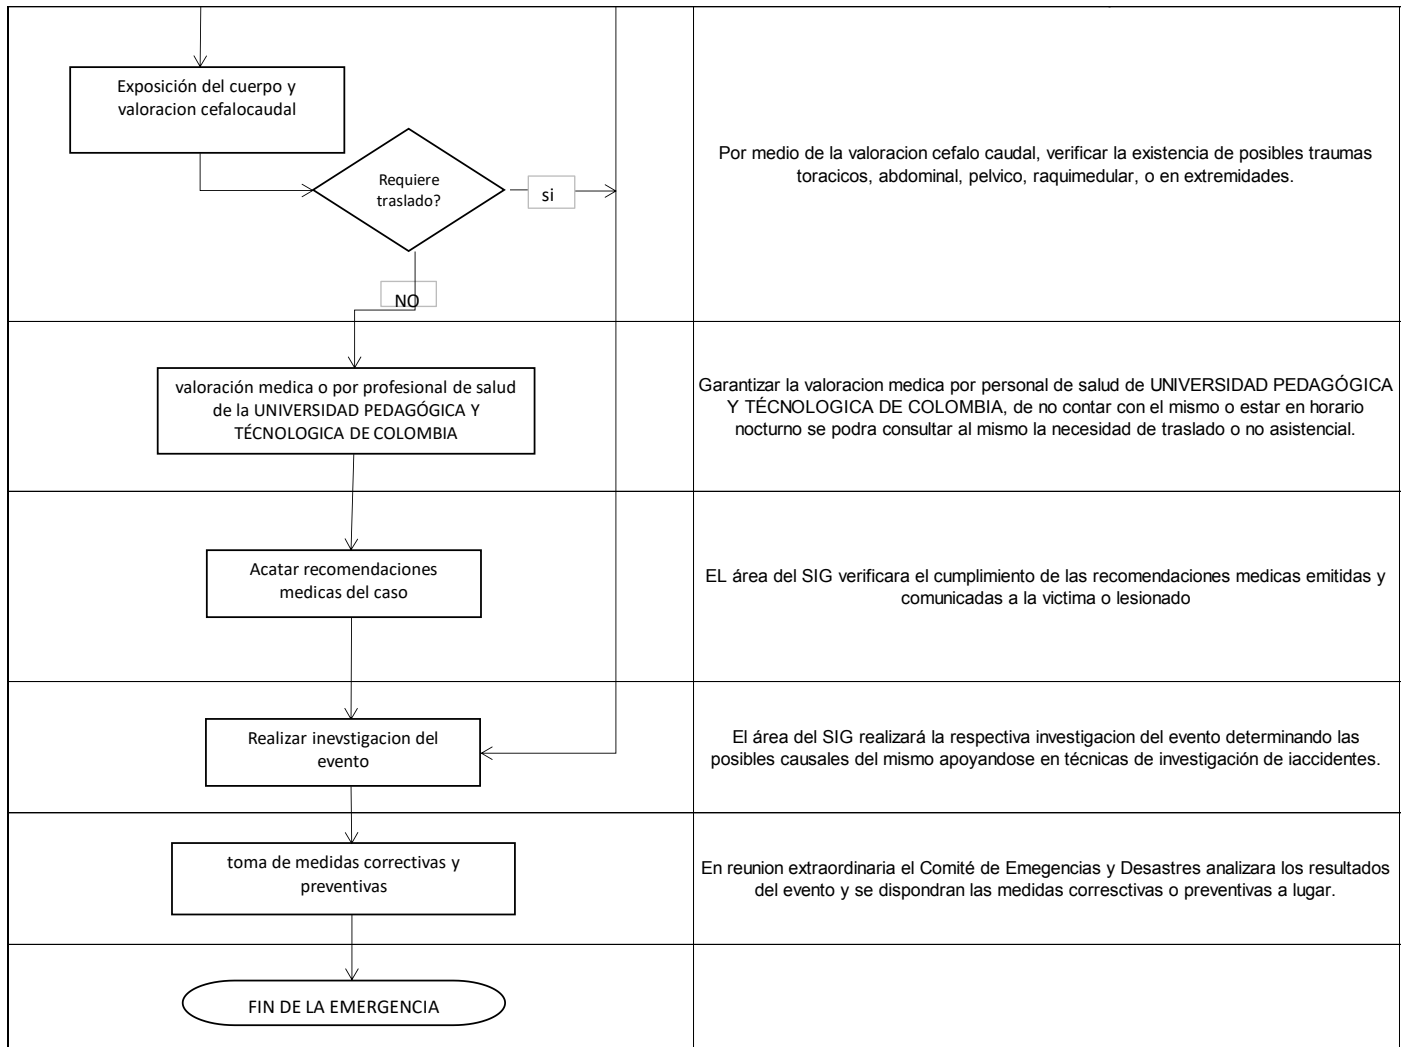 Exposición del cuerpo y
valoracion cefalocaudal
Requiere
traslado?
si
NO
Por medio de la valoracion cefalo caudal, verificar la existencia de posibles traumas
toracicos, abdominal, pelvico, raquimedular, o en extremidades.
valoración medica o por profesional de salud
de la UNIVERSIDAD PEDAGÓGICA Y
TÉCNOLOGICA DE COLOMBIA
Garantizar la valoracion medica por personal de salud de UNIVERSIDAD PEDAGÓGICA
Y TÉCNOLOGICA DE COLOMBIA, de no contar con el mismo o estar en horario
nocturno se podra consultar al mismo la necesidad de traslado o no asistencial.
Acatar recomendaciones
medicas del caso
EL área del SIG verificara el cumplimiento de las recomendaciones medicas emitidas y
comunicadas a la victima o lesionado
Realizar inevstigacion del
evento
El área del SIG realizará la respectiva investigacion del evento determinando las
posibles causales del mismo apoyandose en técnicas de investigación de iaccidentes.
toma de medidas correctivas y
preventivas
En reunion extraordinaria el Comité de Emegencias y Desastres analizara los resultados
del evento y se dispondran las medidas corresctivas o preventivas a lugar.
FIN DE LA EMERGENCIA